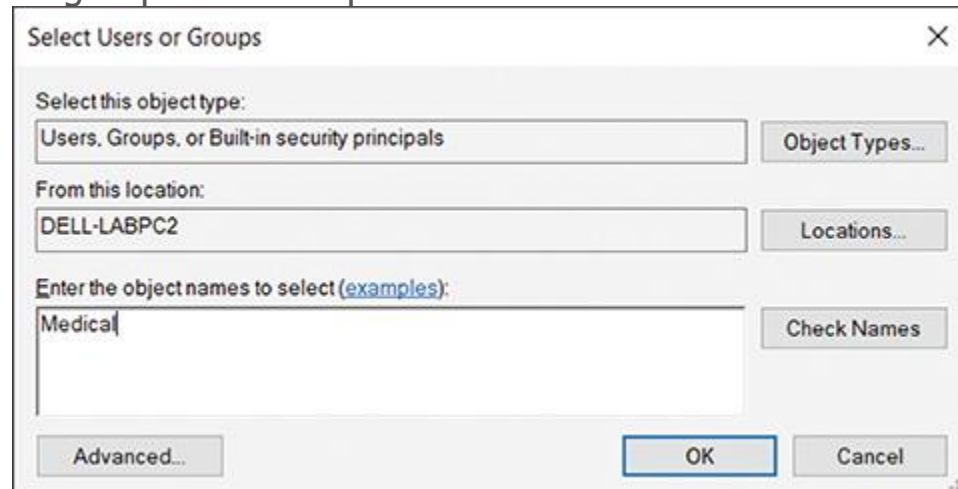 Select Users or Groups
Select this object type:
Users, Groups, or Built-in security principals
Object Types...
From this location:
DELL-LABPC2
Locations...
Enter the object names to select (examples):
Medical
Check Names
Advanced...
OK
Cancel